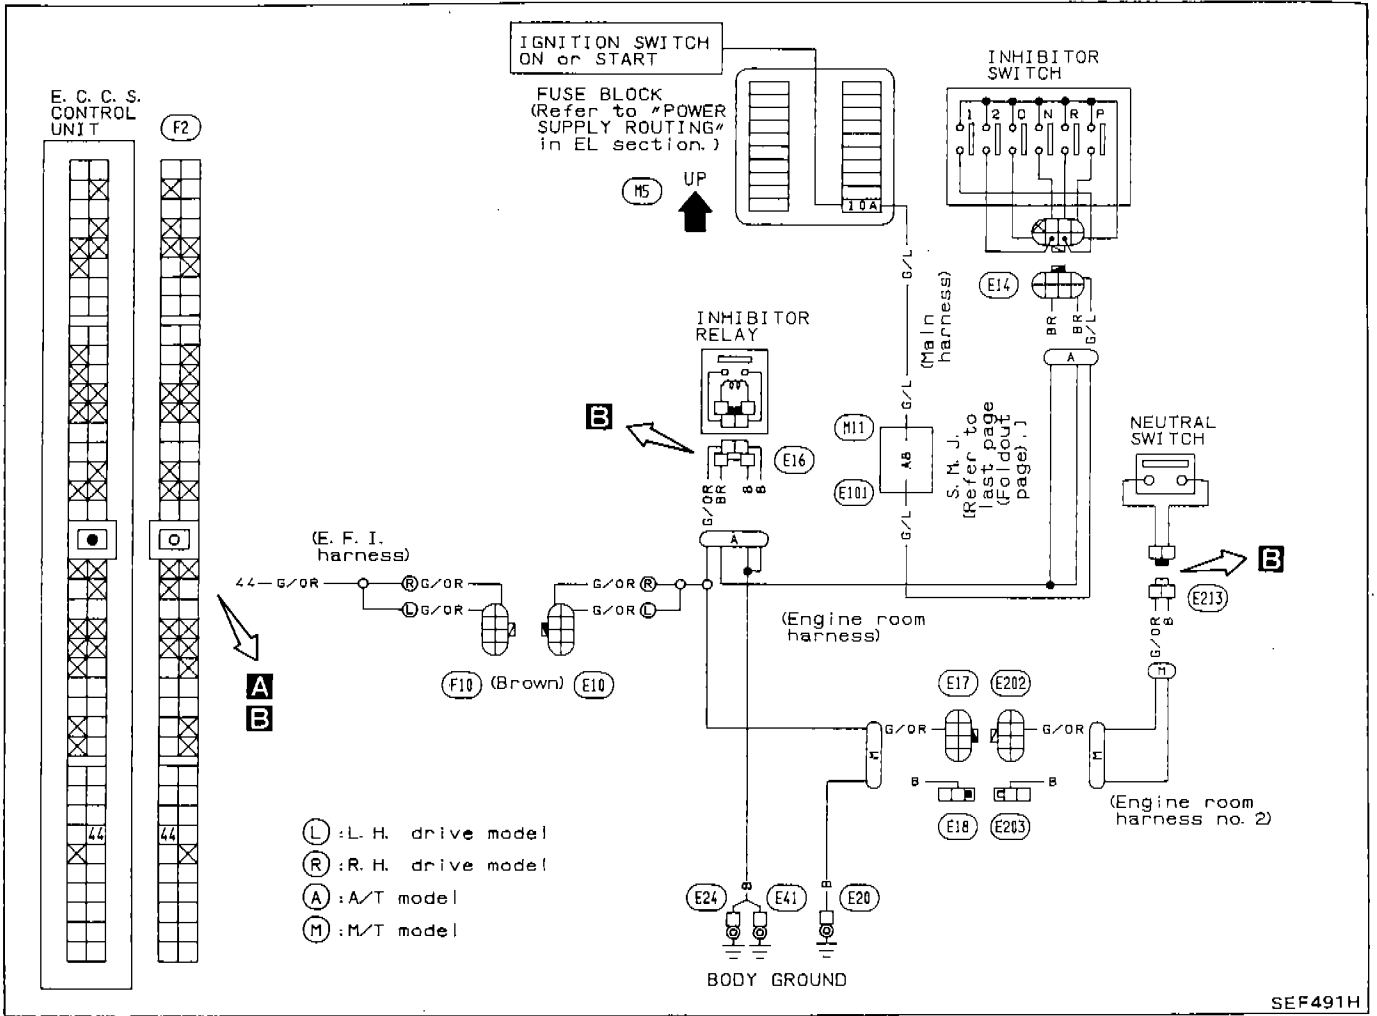 IGNITION SWITCH
ON or START
INHIBITOR
SWITCH
E. C. C. S.
CONTROL
UNIT
F2
FUSE BLOCK
(Refer to "POWER
SUPPLY ROUTING"
in EL section.)
1 2 D N R P
M5
UP
10A
G/L
(Main
harness)
E14
BR
BR
G/L
A
INHIBITOR
RELAY
G/L
B
M11
E16
AB
E101
S. M. J.
(Refer to
last page
(Foldout
page).)
NEUTRAL
SWITCH
G/OR
BR
B
B
G/L
A
(E. F. I.
harness)
B
44 G/OR
R G/OR
L G/OR
G/OR R
G/OR L
E213
(Engine room
harness)
G/OR
B
M
F10 (Brown) E10
A
B
E17 E202
G/OR
G/OR
M
M
B
B
E18 E203
(Engine room
harness no. 2)
44
44
L :L. H. drive model
R :R. H. drive model
A :A/T model
M :M/T model
B
B
E24 E41 E20
BODY GROUND
SEF491H